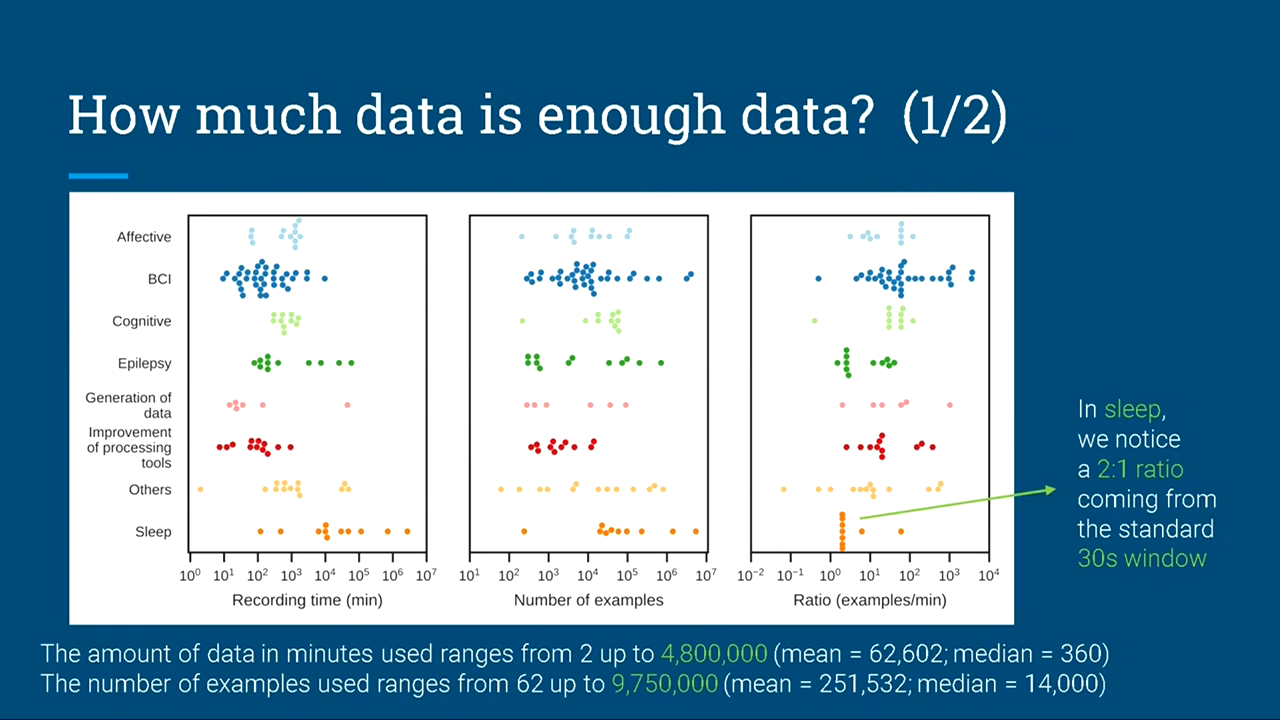 How much data is enough data? (1/2)
Affective
BCI
Cognitive
Epilepsy
Generation of
data
Improvement
of processing
tools
Others
Sleep
10⁰ 10¹ 10² 10³ 10⁴ 10⁵ 10⁶ 10⁷
Recording time (min)
10¹ 10² 10³ 10⁴ 10⁵ 10⁶ 10⁷
Number of examples
10⁻² 10⁻¹ 10⁰ 10¹ 10² 10³ 10⁴
Ratio (examples/min)
In sleep,
we notice
a 2:1 ratio
coming from
the standard
30s window
The amount of data in minutes used ranges from 2 up to 4,800,000 (mean = 62,602; median = 360)
The number of examples used ranges from 62 up to 9,750,000 (mean = 251,532; median = 14,000)